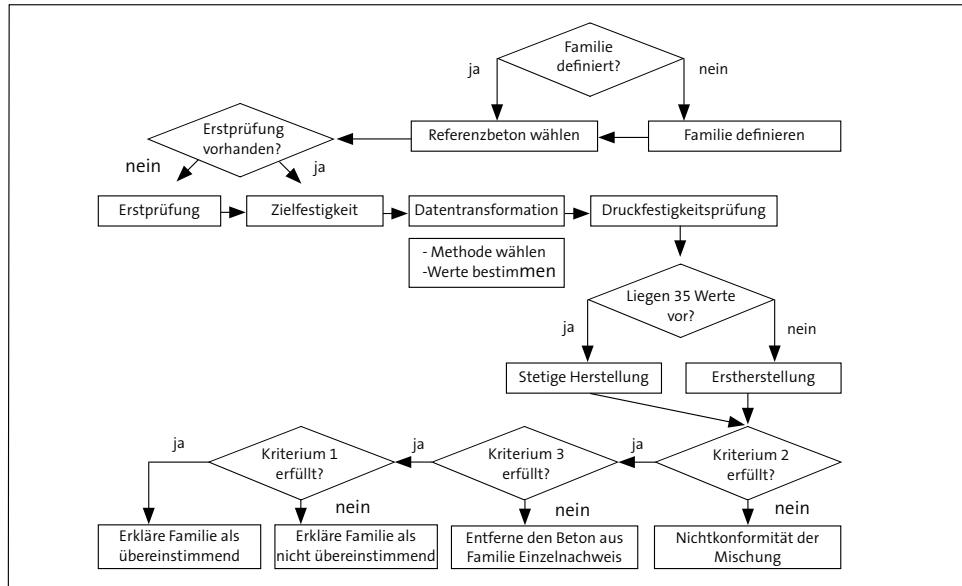 Familie
definiert?
ja
nein
Erstprüfung
vorhanden?
Referenzbeton wählen
Familie definieren
nein
ja
Erstprüfung
Zielfestigkeit
Datentransformation
Druckfestigkeitsprüfung
- Methode wählen
-Werte bestimmen
Liegen 35 Werte
vor?
ja
nein
Stetige Herstellung
Erstherstellung
ja
Kriterium 1
erfüllt?
ja
Kriterium 3
erfüllt?
ja
Kriterium 2
erfüllt?
nein
nein
nein
Erkläre Familie als
übereinstimmend
Erkläre Familie als
nicht übereinstimmend
Entferne den Beton aus
Familie Einzelnachweis
Nichtkonformität der
Mischung